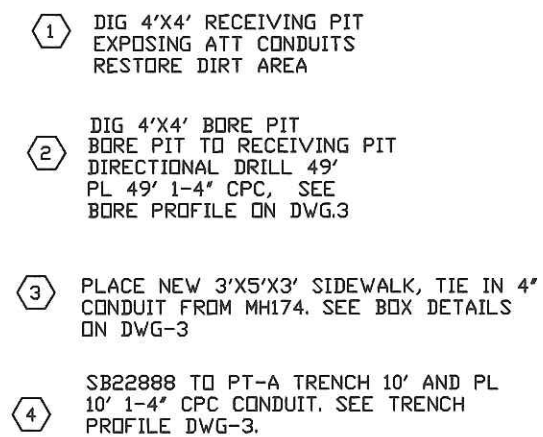 1
DIG 4'X4' RECEIVING PIT
EXPOSING ATT CONDUITS
RESTORE DIRT AREA
2
DIG 4'X4' BORE PIT
BORE PIT TO RECEIVING PIT
DIRECTIONAL DRILL 49'
PL 49' 1-4" CPC, SEE
BORE PROFILE ON DWG.3
3
PLACE NEW 3'X5'X3' SIDEWALK, TIE IN 4"
CONDUIT FROM MH174. SEE BOX DETAILS
ON DWG-3
4
SB22888 TO PT-A TRENCH 10' AND PL
10' 1-4" CPC CONDUIT. SEE TRENCH
PROFILE DWG-3.